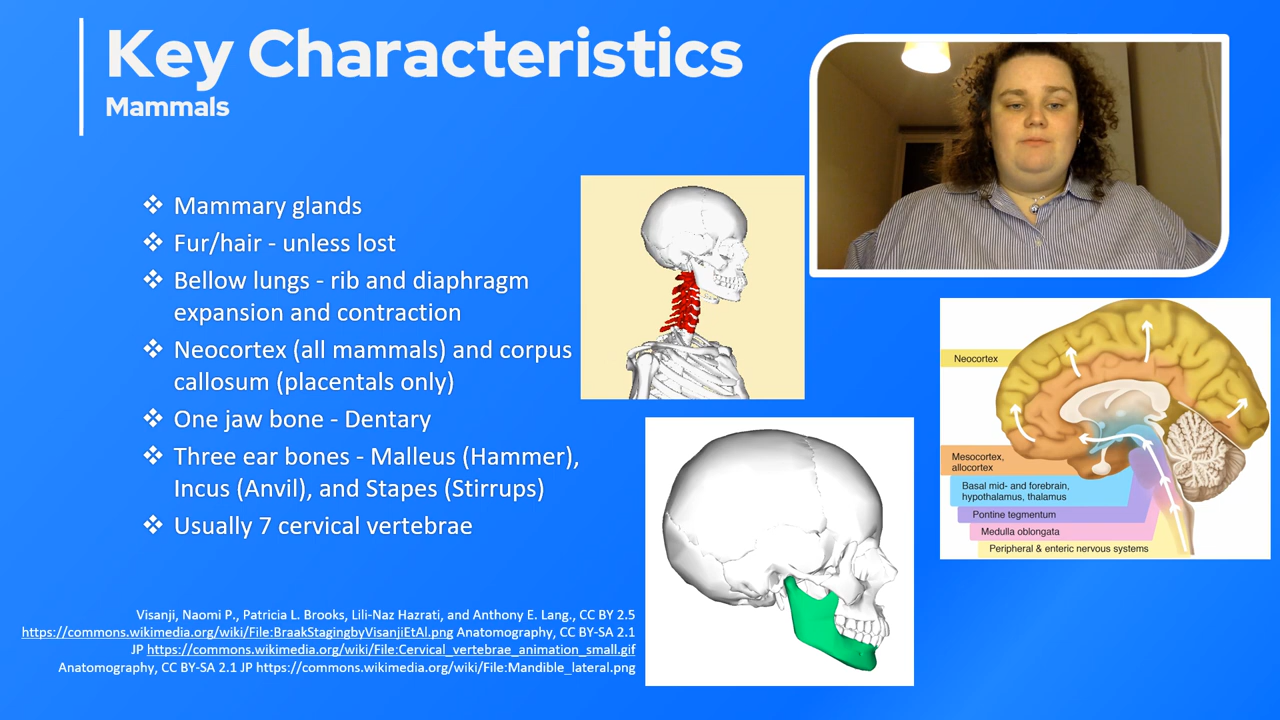 Key Characteristics
Mammals
❖ Mammary glands
❖ Fur/hair - unless lost
❖ Bellow lungs - rib and diaphragm
expansion and contraction
❖ Neocortex (all mammals) and corpus
callosum (placentals only)
❖ One jaw bone - Dentary
❖ Three ear bones - Malleus (Hammer),
Incus (Anvil), and Stapes (Stirrups)
❖ Usually 7 cervical vertebrae
Neocortex
Mesocortex,
allocortex
Basal mid- and forebrain,
hypothalamus, thalamus
Pontine tegmentum
Medulla oblongata
Peripheral & enteric nervous systems
Visanji, Naomi P., Patricia L. Brooks, Lili-Naz Hazrati, and Anthony E. Lang., CC BY 2.5
https://commons.wikimedia.org/wiki/File:BraakStagingbyVisanjiEtAl.png Anatomography, CC BY-SA 2.1
JP https://commons.wikimedia.org/wiki/File:Cervical_vertebrae_animation_small.gif
Anatomography, CC BY-SA 2.1 JP https://commons.wikimedia.org/wiki/File:Mandible_lateral.png